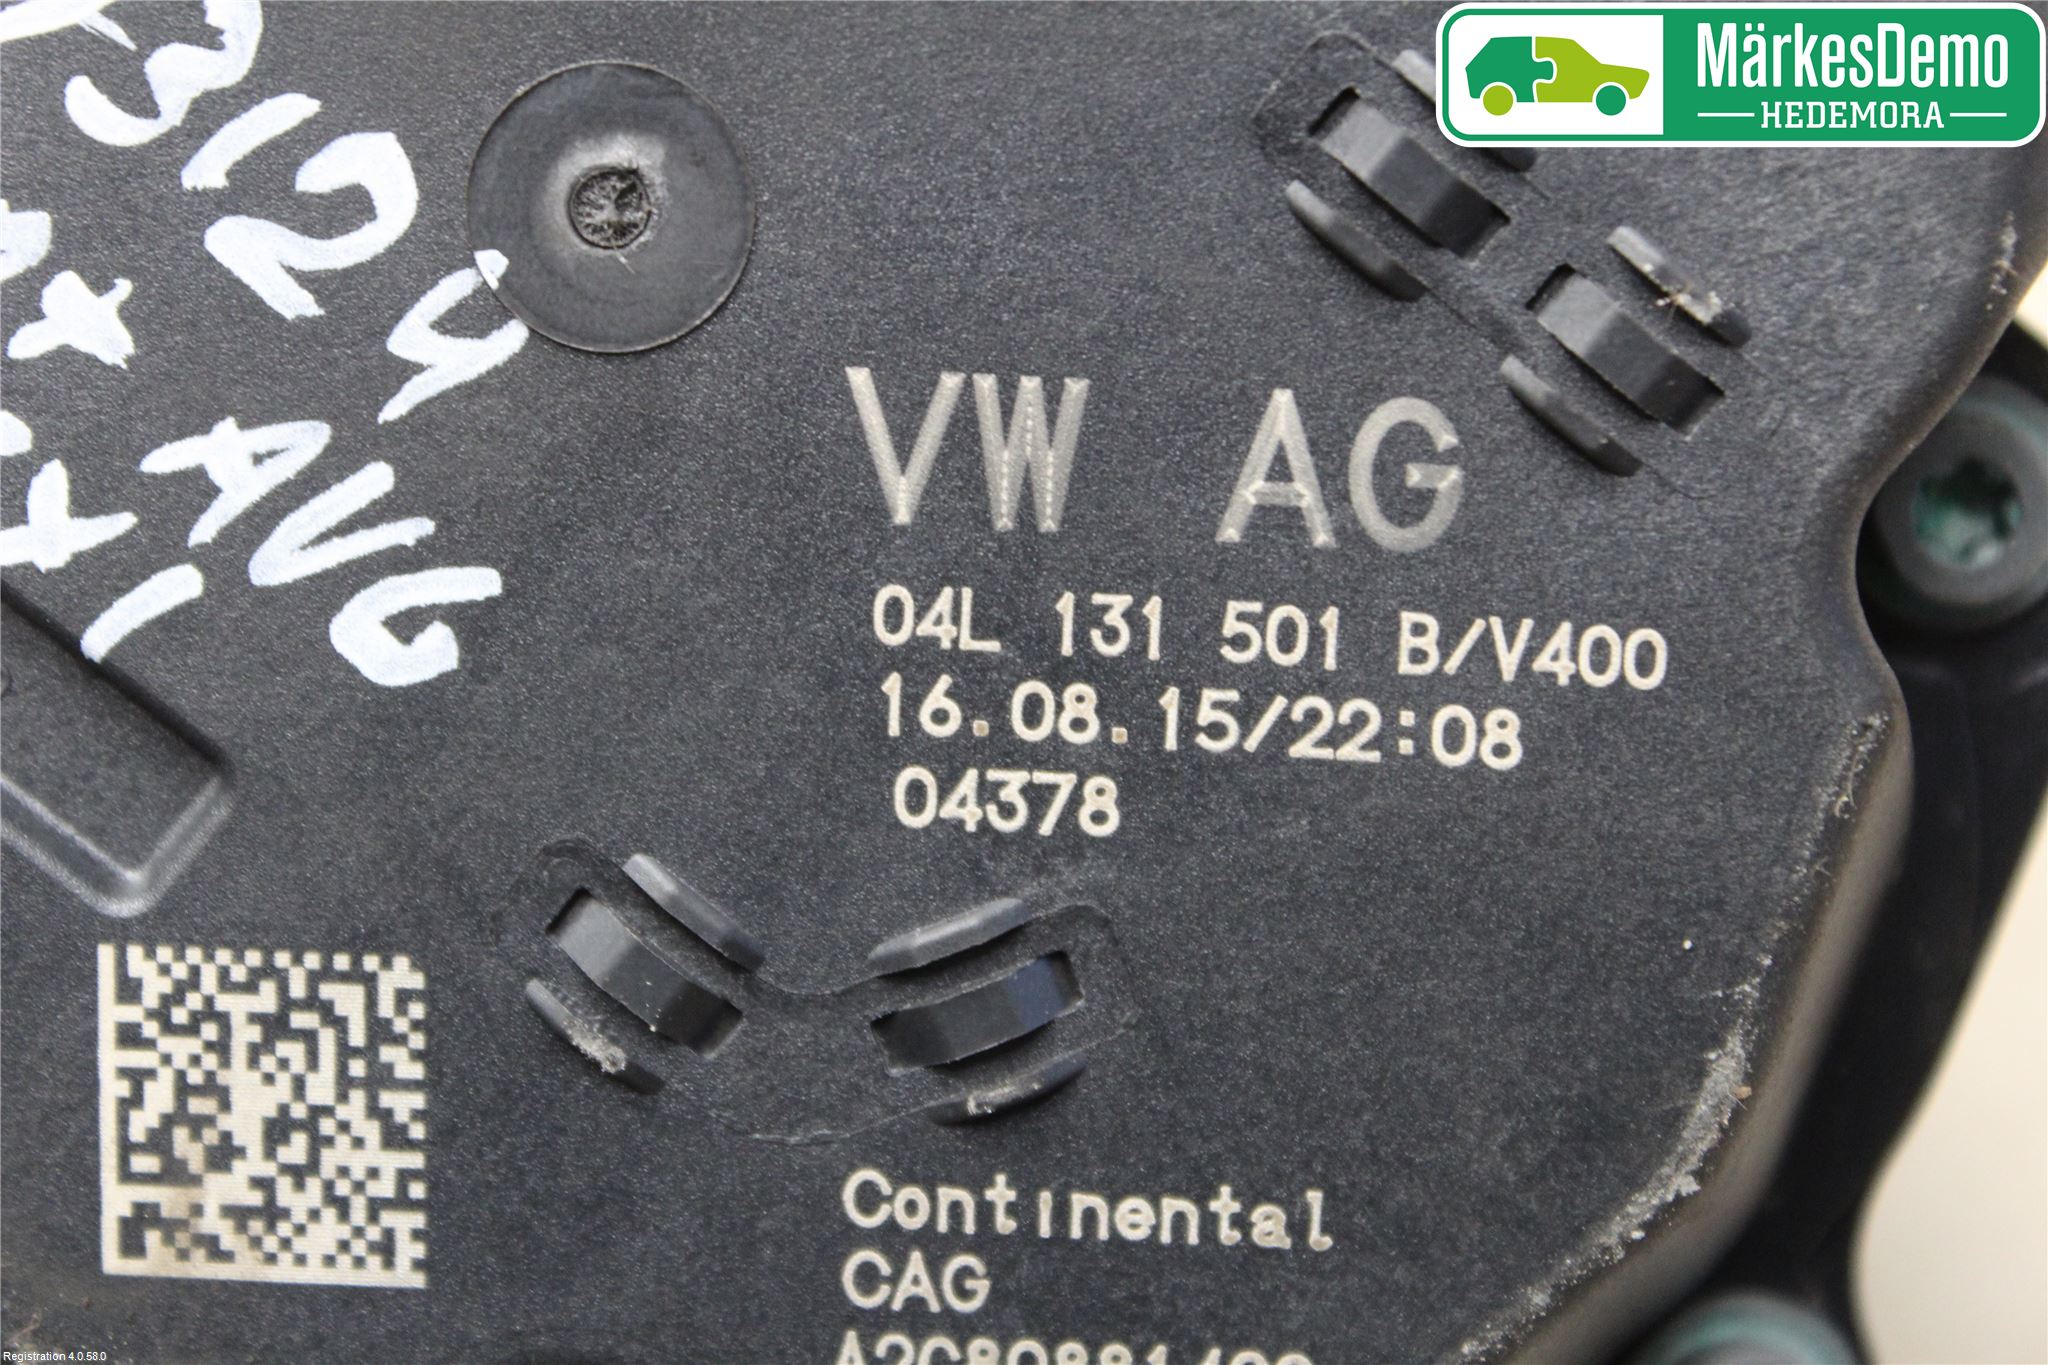 MärkesDemo
HEDEMORA
3124
AVG
VW AG
04L 131 501 B/V400
16.08.15/22:08
04378
Continental
CAG
Registration 4.0.58.0